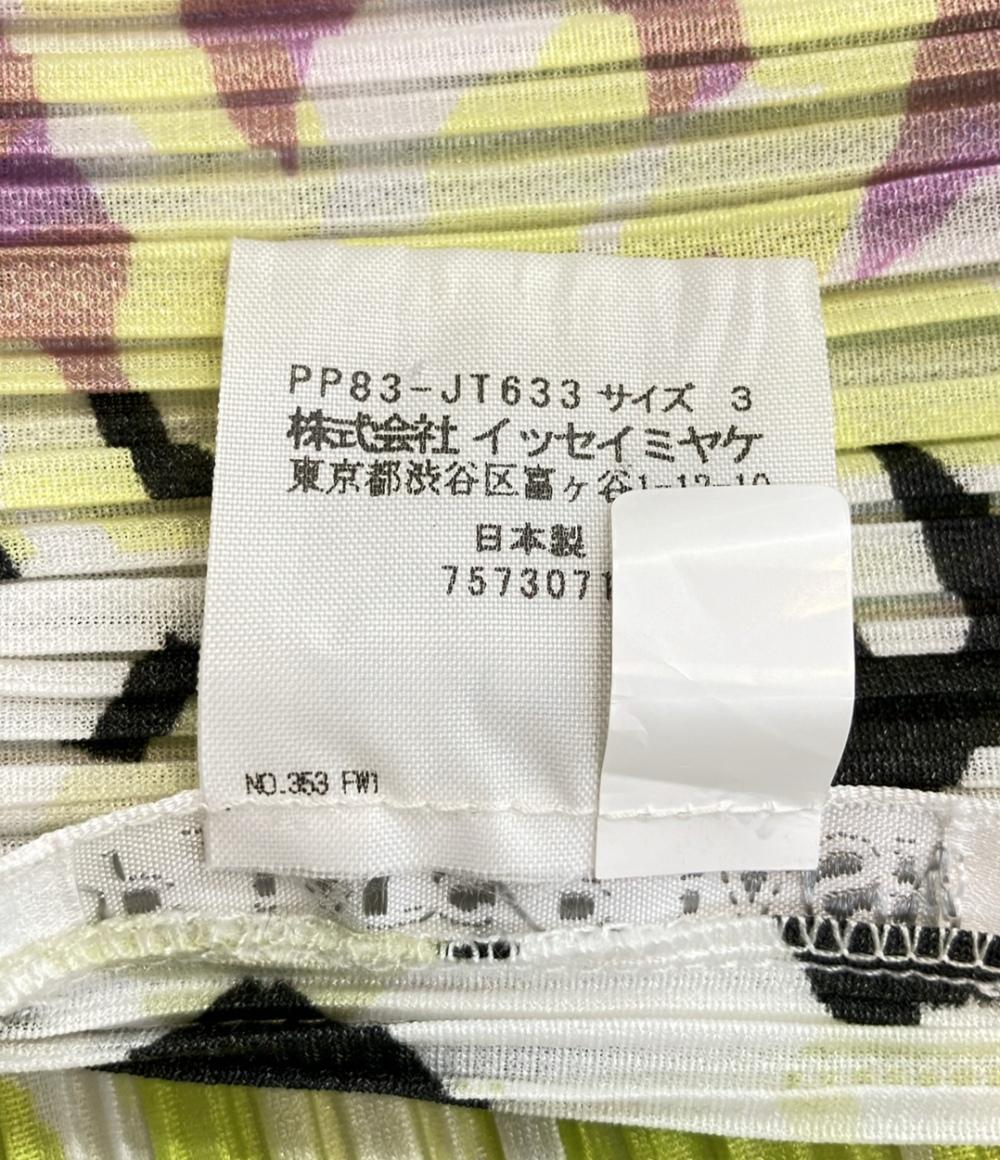 PP83-JT633 サイズ 3
株式会社 イッセイミヤケ
東京都渋谷区富ヶ谷1-12-10
日本製
7573071
NO.353 FW1